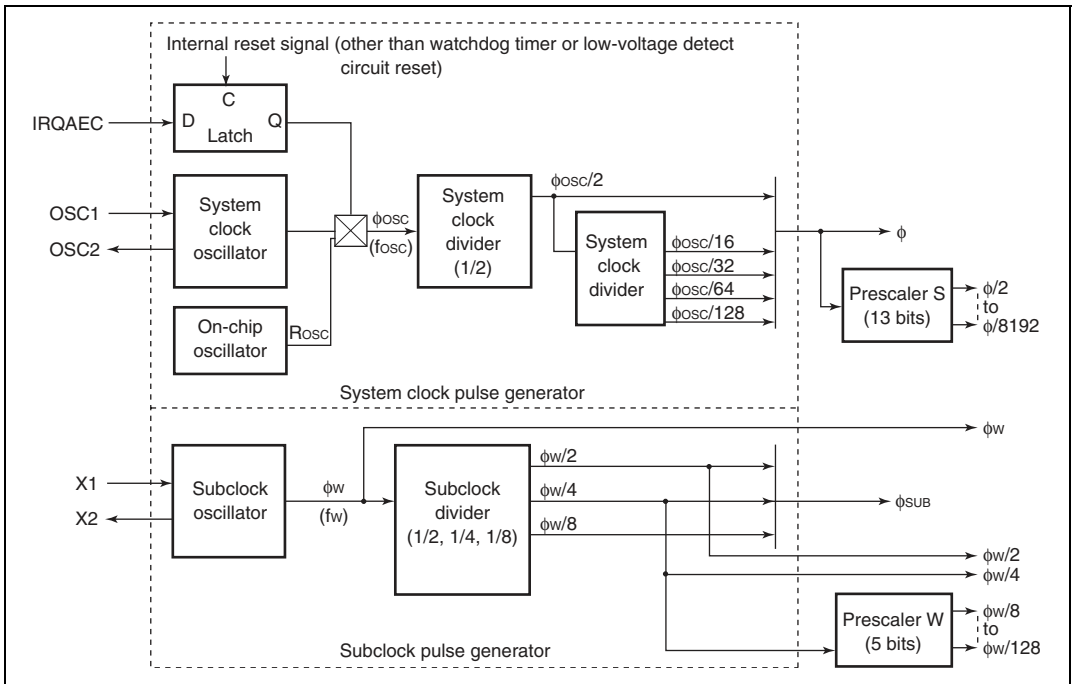 Internal reset signal (other than watchdog timer or low-voltage detect
circuit reset)
C
IRQAEC
D
Q
Latch
OSC1
OSC2
System
clock
oscillator
ϕOSC
(fOSC)
System
clock
divider
(1/2)
ϕOSC/2
System
clock
divider
ϕOSC/16
ϕOSC/32
ϕOSC/64
ϕOSC/128
ϕ
Prescaler S
(13 bits)
ϕ/2
to
ϕ/8192
On-chip
oscillator
ROSC
System clock pulse generator
X1
X2
Subclock
oscillator
ϕW
(fW)
Subclock
divider
(1/2, 1/4, 1/8)
ϕW/2
ϕW/4
ϕW/8
ϕW
ϕSUB
ϕW/2
ϕW/4
Prescaler W
(5 bits)
ϕW/8
to
ϕW/128
Subclock pulse generator